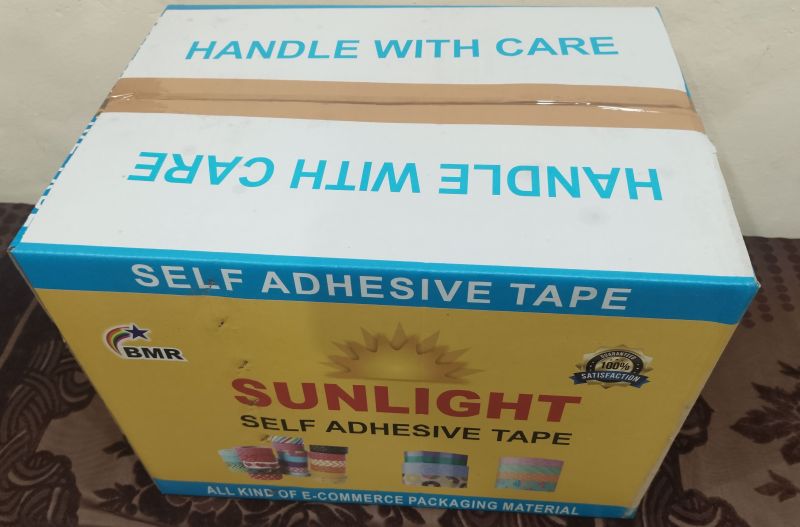 HANDLE WITH CARE
HANDLE WITH CARE
SELF ADHESIVE TAPE
BMR
GUARANTEED
100%
SATISFACTION
SUNLIGHT
SELF ADHESIVE TAPE
ALL KIND OF E-COMMERCE PACKAGING MATERIAL